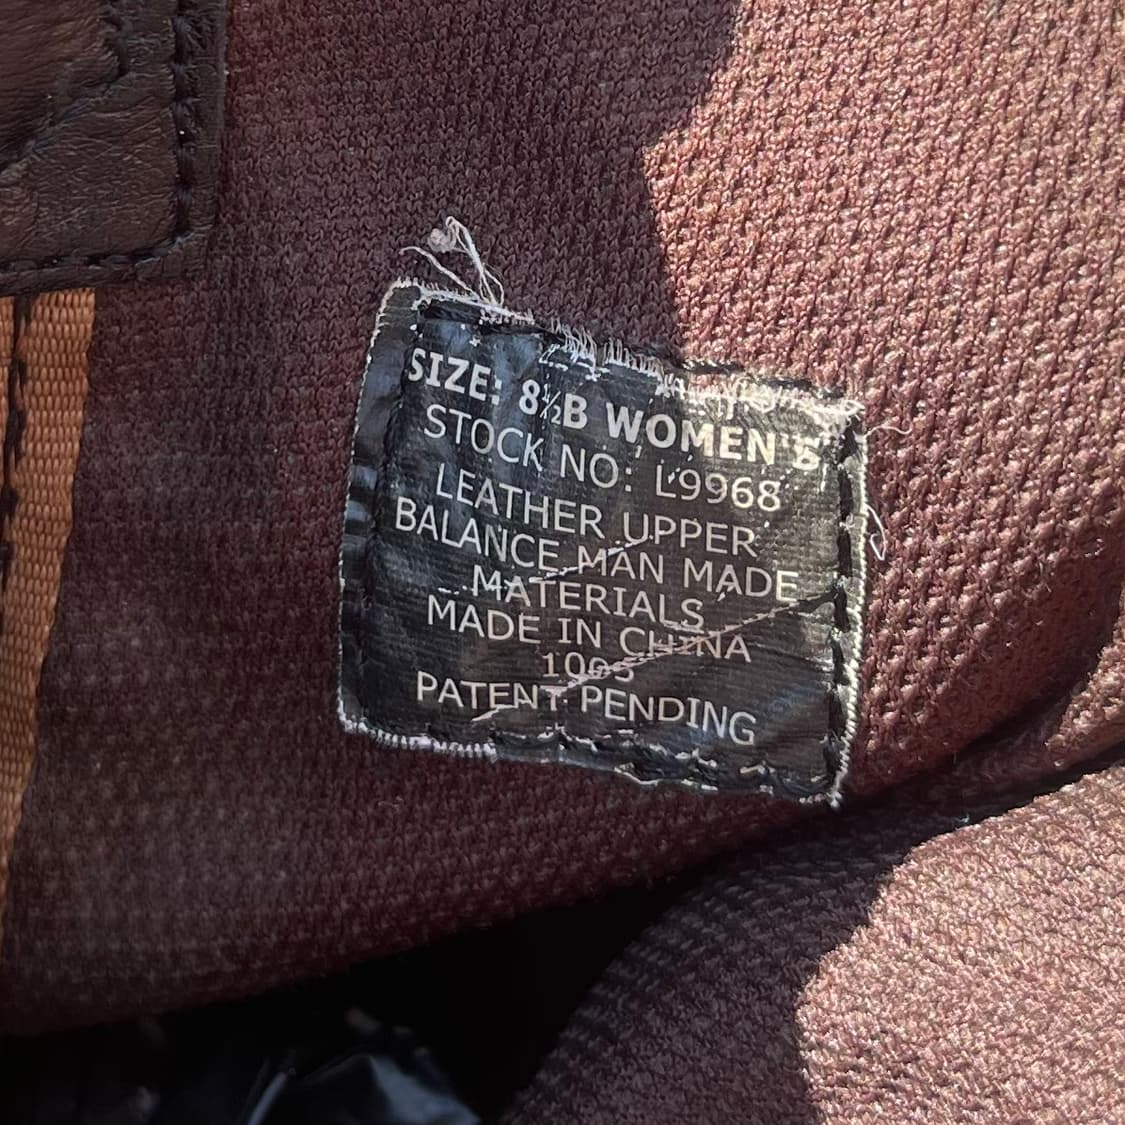 SIZE: 8½B WOMEN'S
STOCK NO: L9968
LEATHER UPPER
BALANCE MAN MADE
MATERIALS
MADE IN CHINA
PATENT PENDING